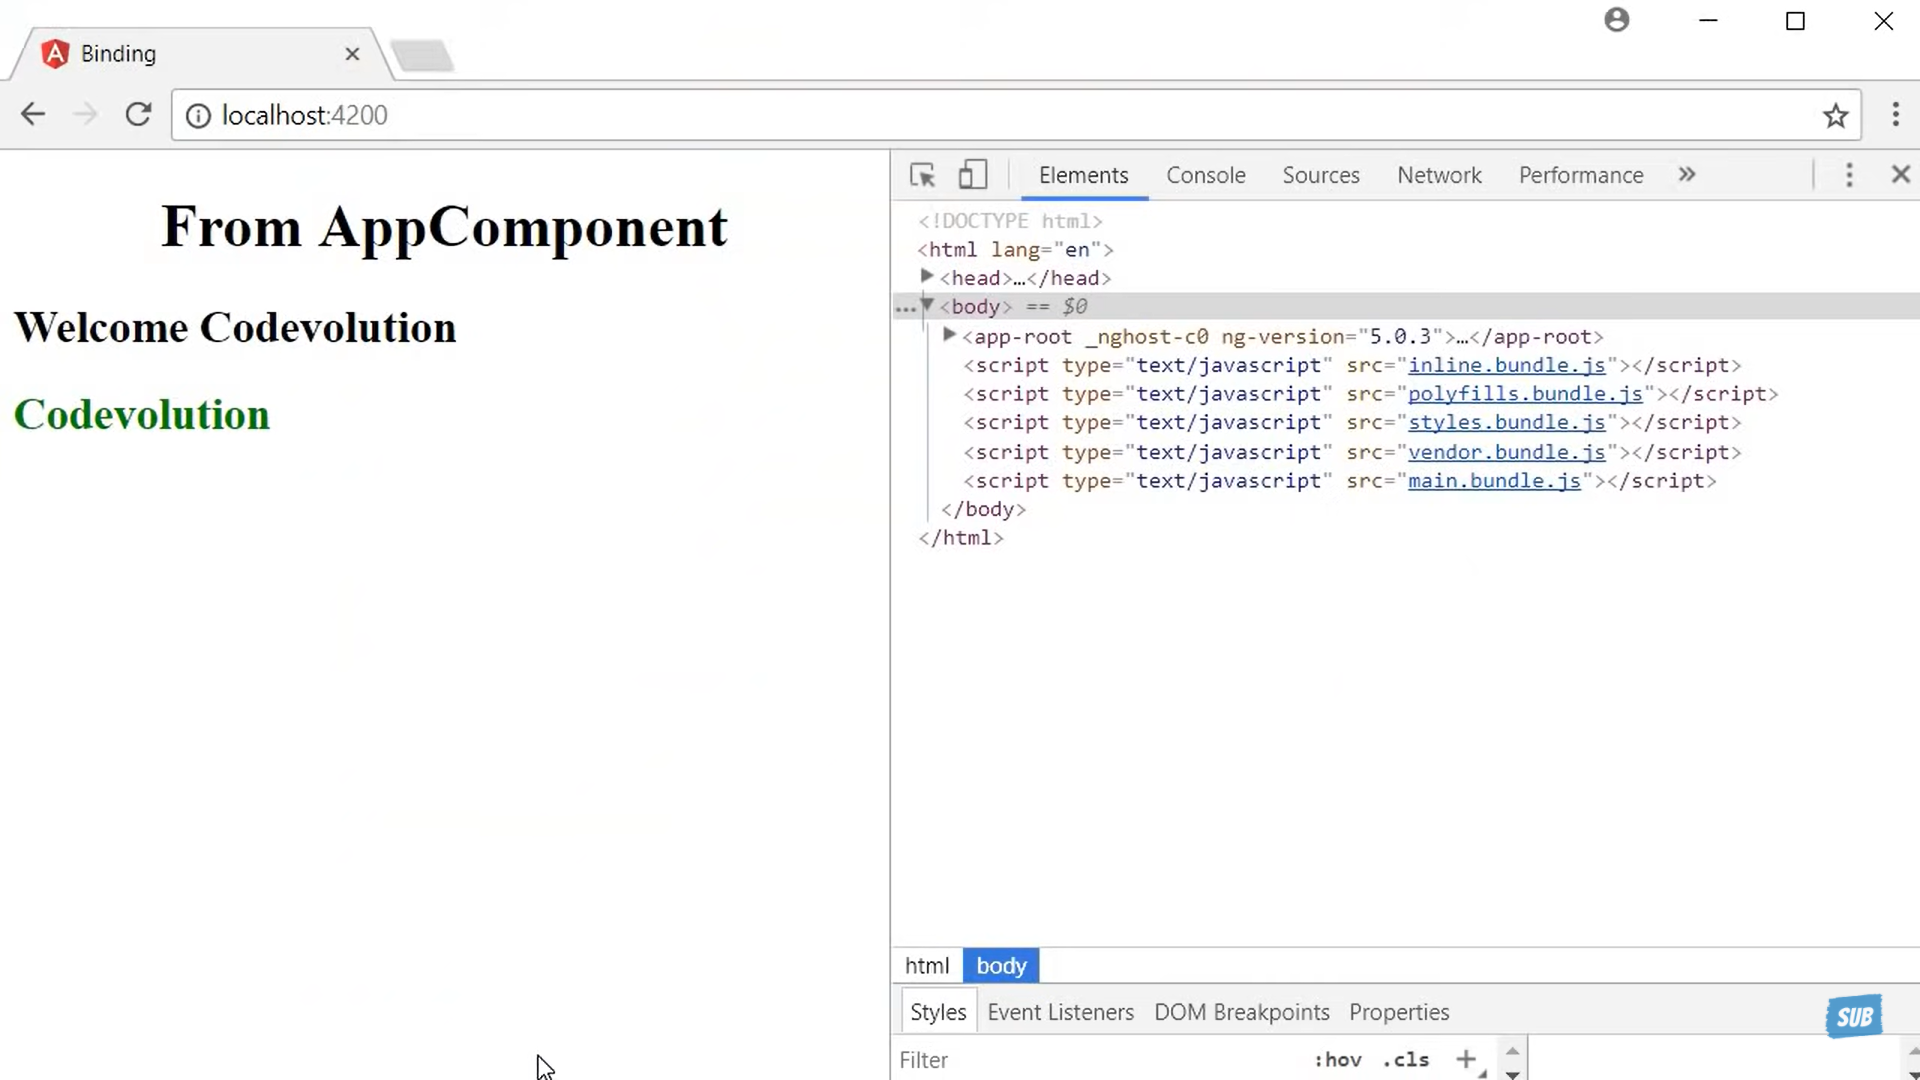 Binding
localhost:4200
From AppComponent
Welcome Codevolution
Codevolution
Elements Console Sources Network Performance »
<!DOCTYPE html>
<html lang="en">
<head>…</head>
<body> == $0
<app-root _nghost-c0 ng-version="5.0.3">…</app-root>
<script type="text/javascript" src="inline.bundle.js"></script>
<script type="text/javascript" src="polyfills.bundle.js"></script>
<script type="text/javascript" src="styles.bundle.js"></script>
<script type="text/javascript" src="vendor.bundle.js"></script>
<script type="text/javascript" src="main.bundle.js"></script>
</body>
</html>
html body
Styles Event Listeners DOM Breakpoints Properties
SUB
Filter :hov .cls +